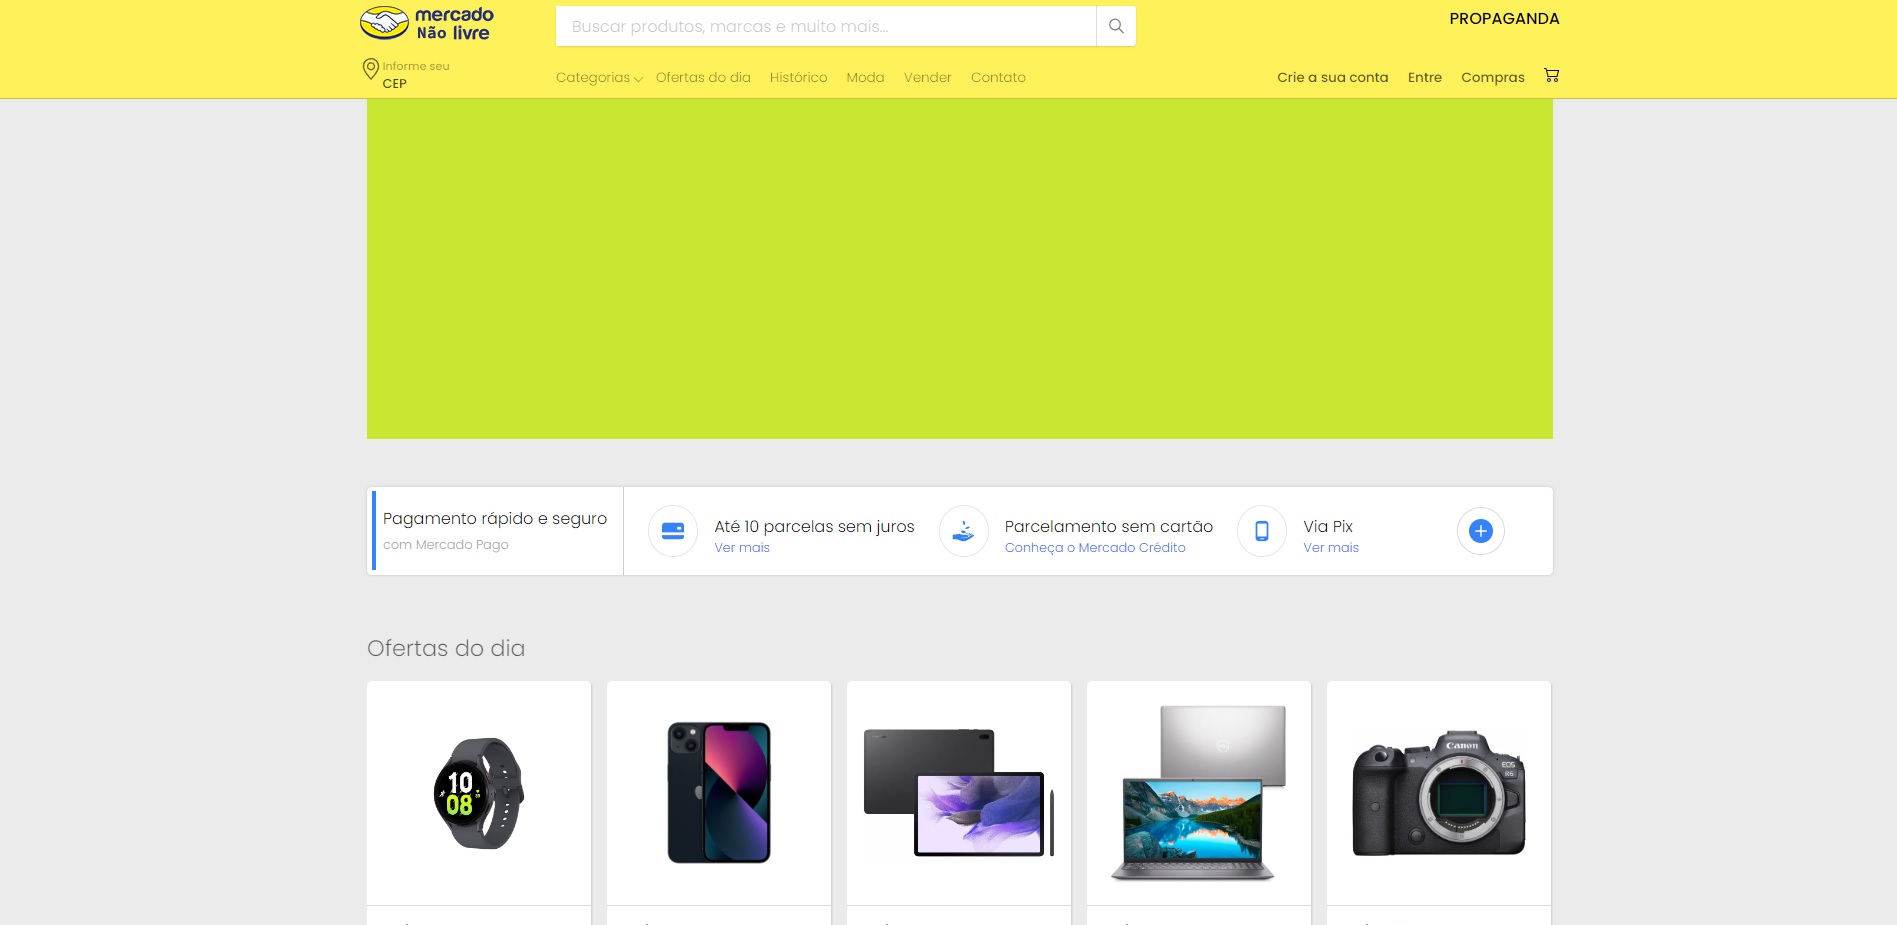 mercado
Não livre
Buscar produtos, marcas e muito mais...
PROPAGANDA
Informe seu
CEP
Categorias Ofertas do dia Histórico Moda Vender Contato
Crie a sua conta Entre Compras
Pagamento rápido e seguro
com Mercado Pago
Até 10 parcelas sem juros
Ver mais
Parcelamento sem cartão
Conheça o Mercado Crédito
Via Pix
Ver mais
Ofertas do dia
10
08
Canon
EOS
R6